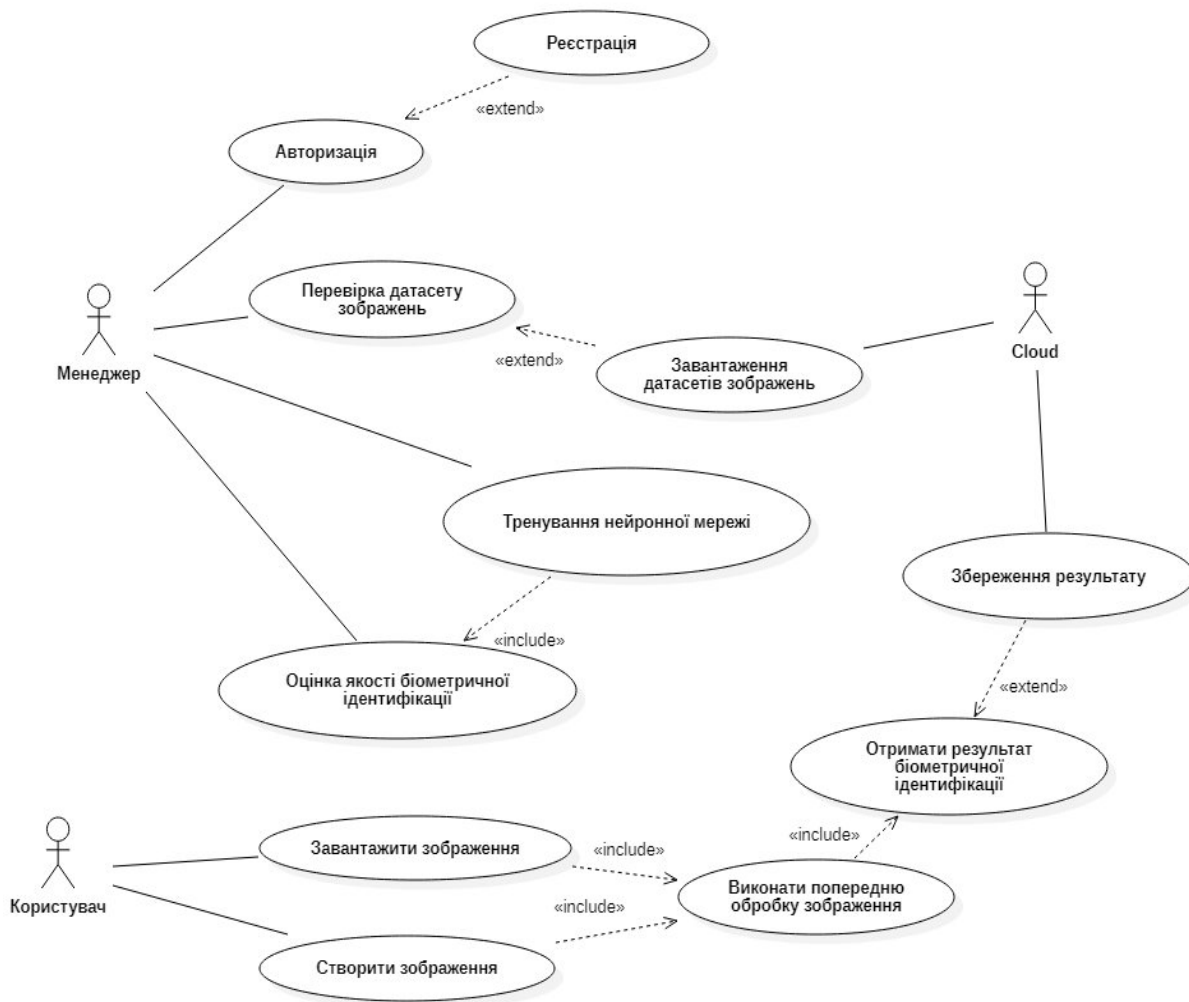 Реєстрація
«extend»
Авторизація
Перевірка датасету
зображень
Менеджер
«extend»
Завантаження
датасетів зображень
Cloud
Тренування нейронної мережі
Збереження результату
«include»
Оцінка якості біометричної
ідентифікації
«extend»
Отримати результат
біометричної
ідентифікації
Користувач
Завантажити зображення
«include»
«include»
Виконати попередню
обробку зображення
«include»
Створити зображення